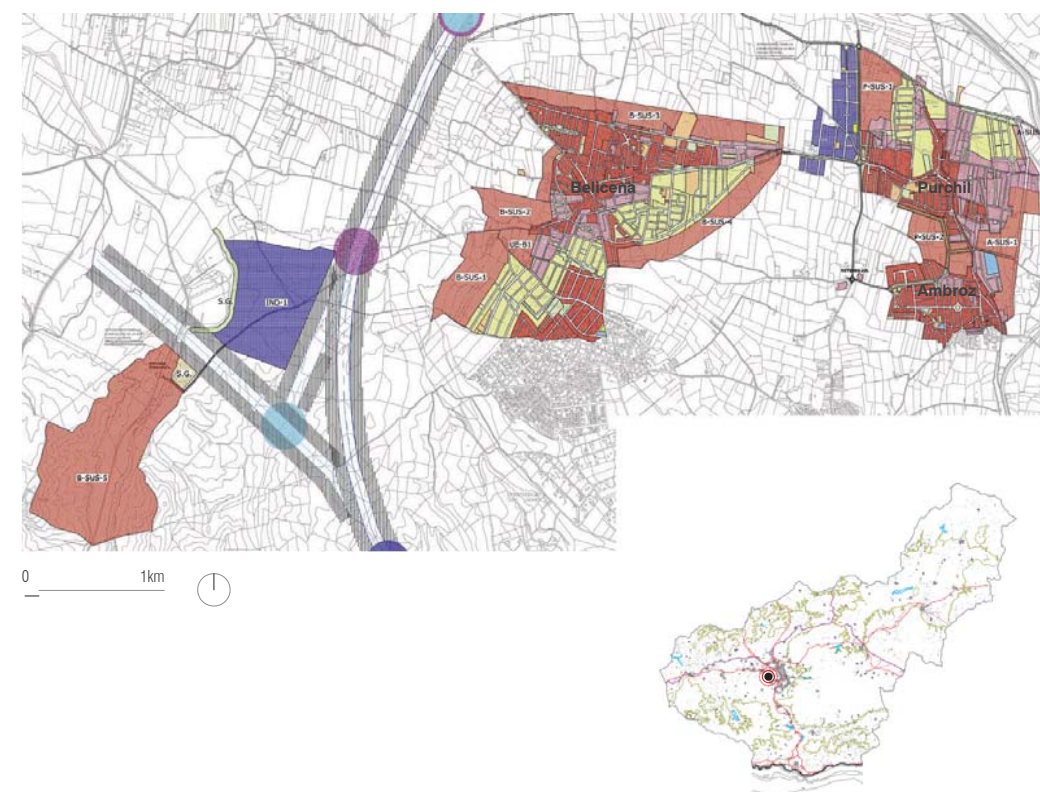 P-SUS-1
B-SUS-3
A-SUS
Belicena
Purchil
B-SUS-2
B-SUS-4
UE-B1
P-SUS-2
A-SUS-1
B-SUS-1
S.G.
IND-1
Ambroz
S.G.
B-SUS-5
0 1km